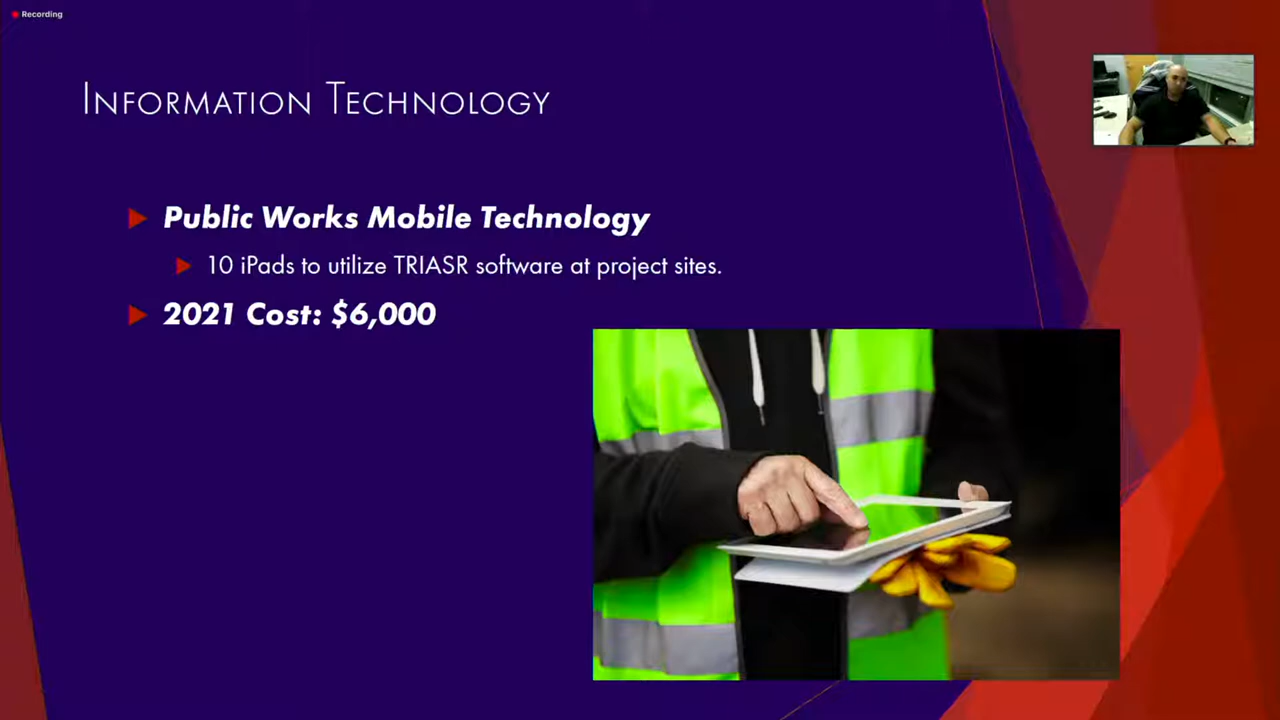 Recording
Information Technology
Public Works Mobile Technology
10 iPads to utilize TRIASR software at project sites.
2021 Cost: $6,000